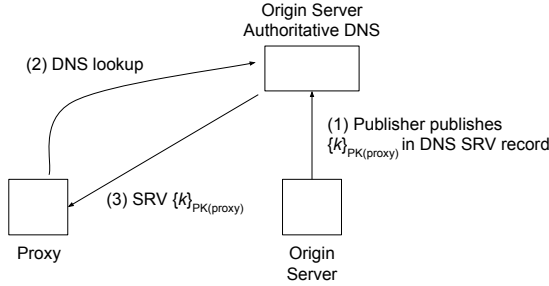 Origin Server
Authoritative DNS
(2) DNS lookup
(1) Publisher publishes
{k}PK(proxy) in DNS SRV record
(3) SRV {k}PK(proxy)
Proxy
Origin
Server